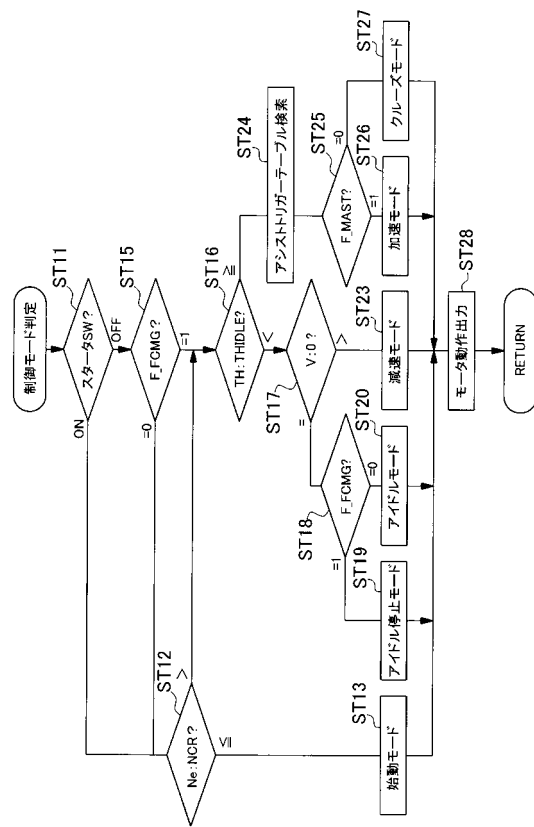 制御モード判定
ST11
スタータSW?
ON
OFF
ST15
F_FCMG?
=0
=1
ST12
Ne:NCR?
>
≦
ST16
TH:THIDLE?
≧
<
ST24
アシストトリガーテーブル検索
ST17
V:0?
=
>
ST25
F_MAST?
=0
=1
ST18
F_FCMG?
=1
=0
ST13
始動モード
ST19
アイドル停止モード
ST20
アイドルモード
ST23
減速モード
ST26
加速モード
ST27
クルーズモード
ST28
モータ動作出力
RETURN